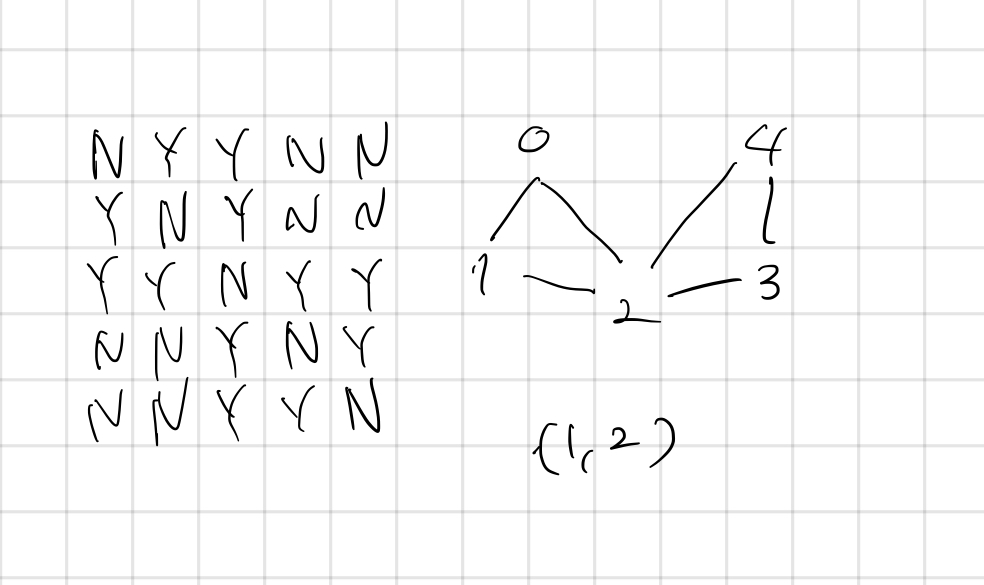 N Y Y N N
Y N Y N N
Y Y N Y Y
N N Y N Y
N N Y Y N
0 4
1 2 3
(1, 2)